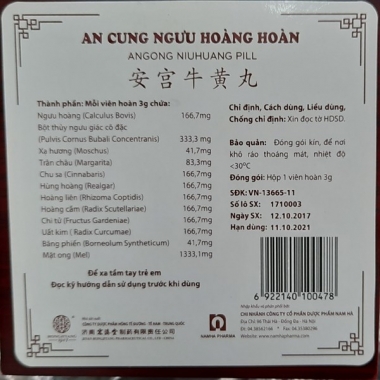 AN CUNG NGƯU HOÀNG HOÀN
ANGONG NIUHUANG PILL
安宫牛黄丸
Thành phần: Mỗi viên hoàn 3g chứa:
Ngưu hoàng (Calculus Bovis) 166,7mg
Bột thủy ngưu giác cô đặc
(Pulvis Cornus Bubali Concentranis) 333,3 mg
Xạ hương (Moschus) 41,7mg
Trân châu (Margarita) 83,3mg
Chu sa (Cinnabaris) 166,7mg
Hùng hoàng (Realgar) 166,7mg
Hoàng liên (Rhizoma Coptidis) 166,7mg
Hoàng cầm (Radix Scutellariae) 166,7mg
Chi tử (Fructus Gardeniae) 166,7mg
Uất kim (Radix Curcumae) 166,7mg
Băng phiến (Borneolum Syntheticum) 41,7mg
Mật ong (Mel) 1333,1mg
Để xa tầm tay trẻ em
Đọc kỹ hướng dẫn sử dụng trước khi dùng
Chỉ định, Cách dùng, Liều dùng,
Chống chỉ định: Xin đọc tờ HDSD.
Bảo quản: Đóng gói kín, để nơi
khô ráo thoáng mát, nhiệt độ
<30°C
Đóng gói: Hộp 1 viên hoàn 3g
SĐK: VN-13665-11
Số lô SX: 1710003
Ngày SX: 12.10.2017
Hạn dùng: 11.10.2021
6 922140 100478
CHI NHÁNH CÔNG TY CỔ PHẦN DƯỢC PHẨM NAM HÀ
NAMHA PHARMA
Website: www.namhapharma.com